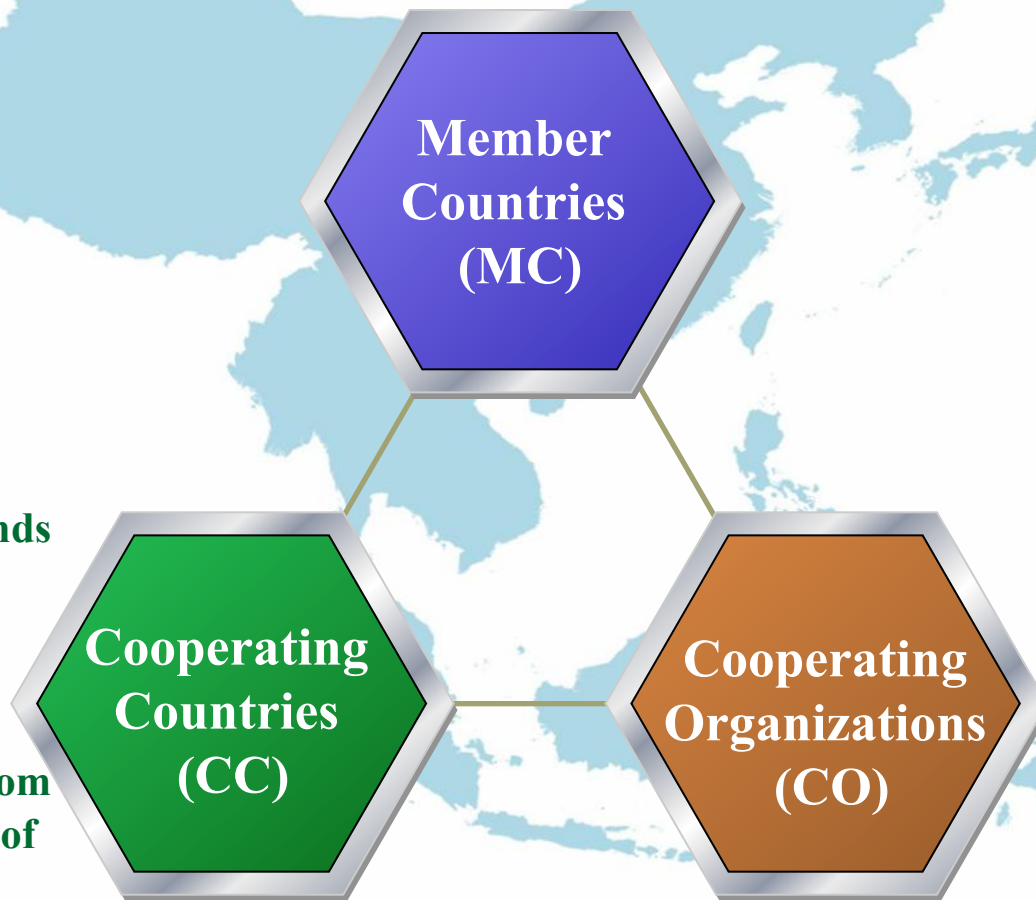 Member
Countries
(MC)
nds
Cooperating
Countries
(CC)
om
of
Cooperating
Organizations
(CO)